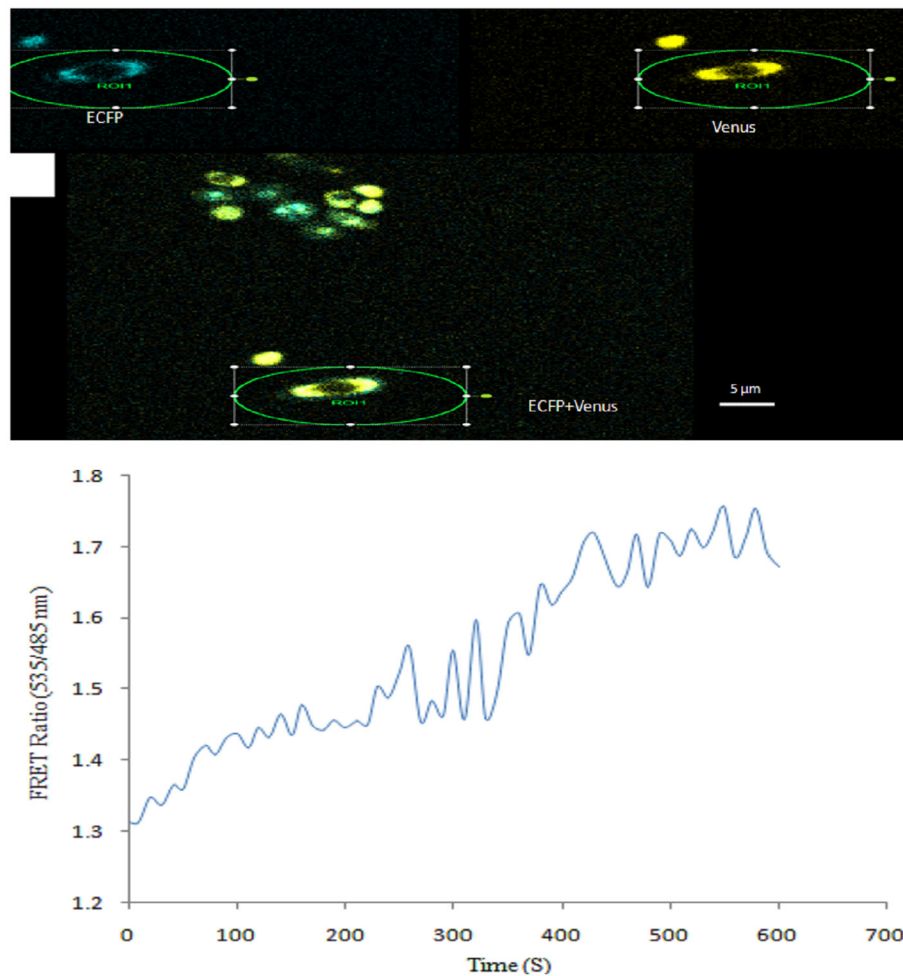 ROI1
ECFP
ROI1
Venus
ROI1
ECFP+Venus
5 µm
1.8
1.7
1.6
1.5
1.4
1.3
1.2
FRET Ratio (535/485 nm)
0 100 200 300 400 500 600 700
Time (S)